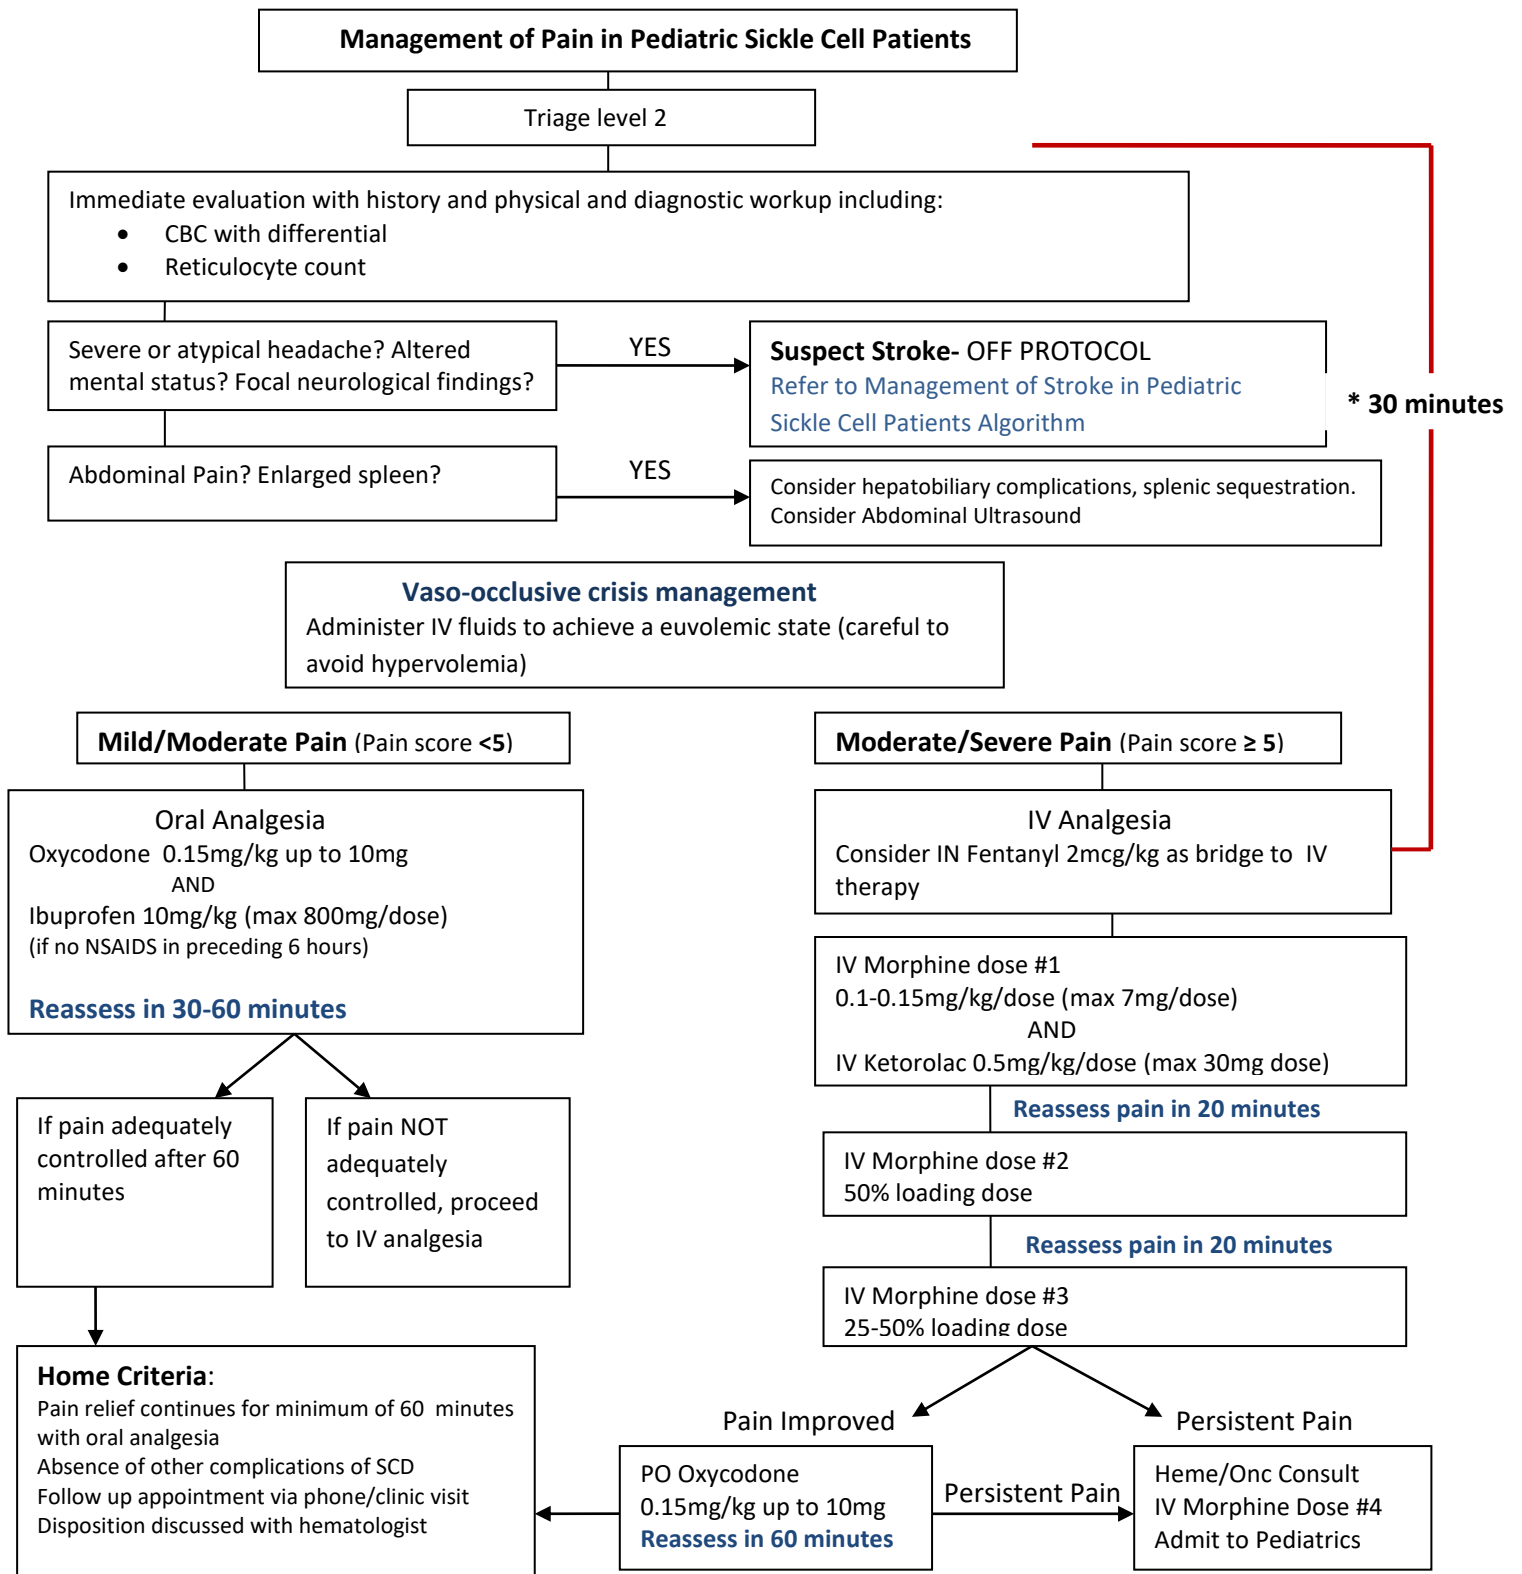 Management of Pain in Pediatric Sickle Cell Patients
Triage level 2
Immediate evaluation with history and physical and diagnostic workup including:
• CBC with differential
• Reticulocyte count
Severe or atypical headache? Altered
mental status? Focal neurological findings?
YES
Suspect Stroke- OFF PROTOCOL
Refer to Management of Stroke in Pediatric
Sickle Cell Patients Algorithm
* 30 minutes
Abdominal Pain? Enlarged spleen?
YES
Consider hepatobiliary complications, splenic sequestration.
Consider Abdominal Ultrasound
Vaso-occlusive crisis management
Administer IV fluids to achieve a euvolemic state (careful to
avoid hypervolemia)
Mild/Moderate Pain (Pain score <5)
Oral Analgesia
Oxycodone 0.15mg/kg up to 10mg
AND
Ibuprofen 10mg/kg (max 800mg/dose)
(if no NSAIDS in preceding 6 hours)
Reassess in 30-60 minutes
If pain adequately
controlled after 60
minutes
If pain NOT
adequately
controlled, proceed
to IV analgesia
Home Criteria:
Pain relief continues for minimum of 60 minutes
with oral analgesia
Absence of other complications of SCD
Follow up appointment via phone/clinic visit
Disposition discussed with hematologist
Moderate/Severe Pain (Pain score ≥ 5)
IV Analgesia
Consider IN Fentanyl 2mcg/kg as bridge to IV
therapy
IV Morphine dose #1
0.1-0.15mg/kg/dose (max 7mg/dose)
AND
IV Ketorolac 0.5mg/kg/dose (max 30mg dose)
Reassess pain in 20 minutes
IV Morphine dose #2
50% loading dose
Reassess pain in 20 minutes
IV Morphine dose #3
25-50% loading dose
Pain Improved
Persistent Pain
PO Oxycodone
0.15mg/kg up to 10mg
Reassess in 60 minutes
Persistent Pain
Heme/Onc Consult
IV Morphine Dose #4
Admit to Pediatrics